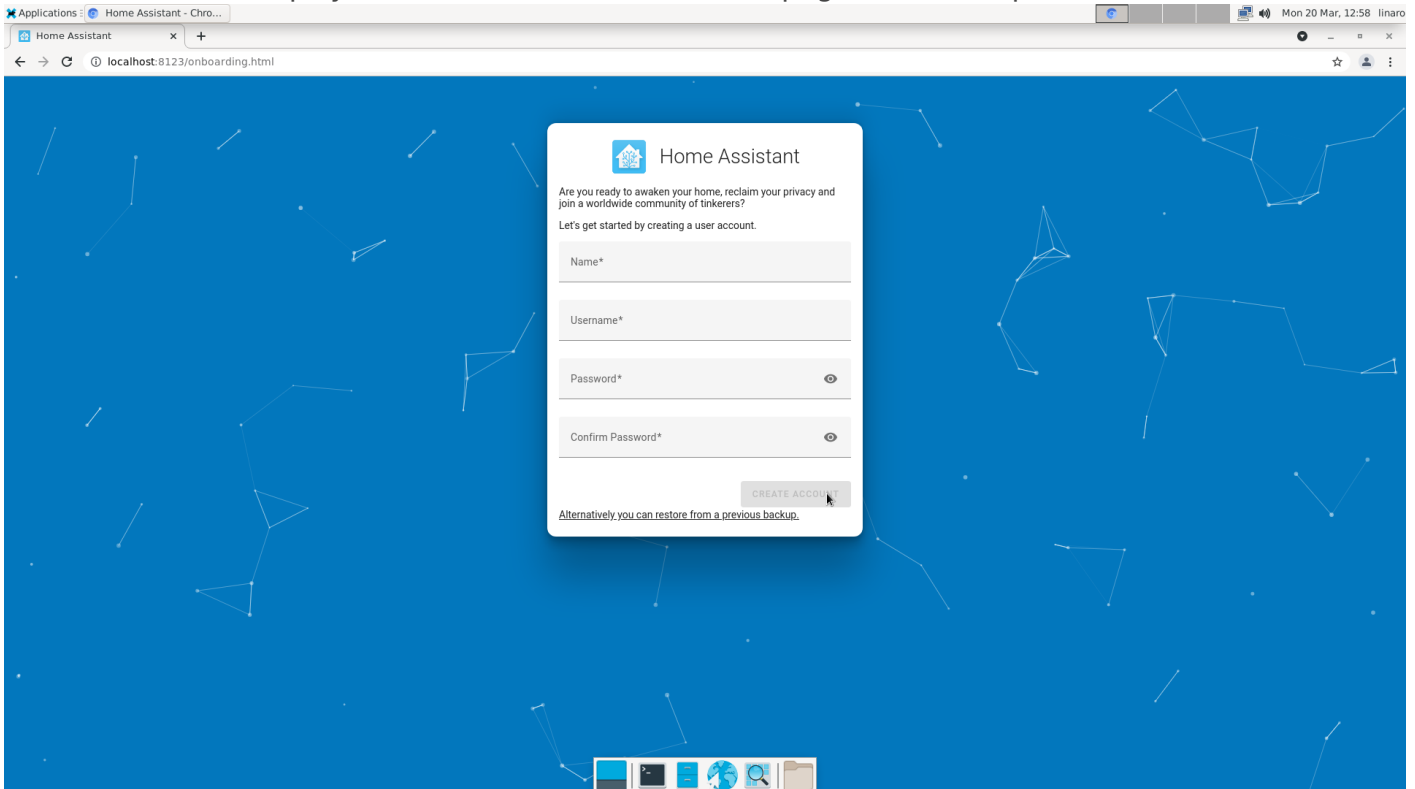 Applications
Home Assistant - Chro...
Mon 20 Mar, 12:58
linaro
Home Assistant
localhost:8123/onboarding.html
Home Assistant
Are you ready to awaken your home, reclaim your privacy and
join a worldwide community of tinkerers?
Let's get started by creating a user account.
Name*
Username*
Password*
Confirm Password*
CREATE ACCOUNT
Alternatively you can restore from a previous backup.